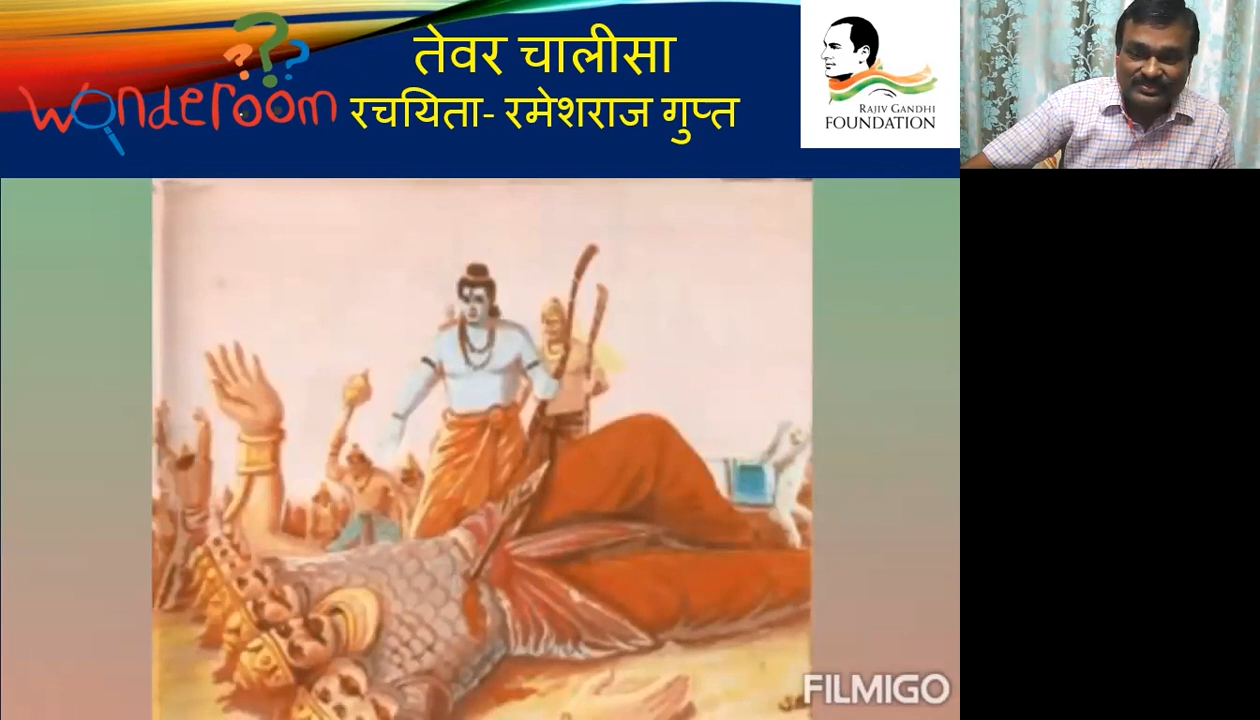 ???
wonderoom
तेवर चालीसा
रचयिता- रमेशराज गुप्त
RAJIV GANDHI
FOUNDATION
FILMIGO